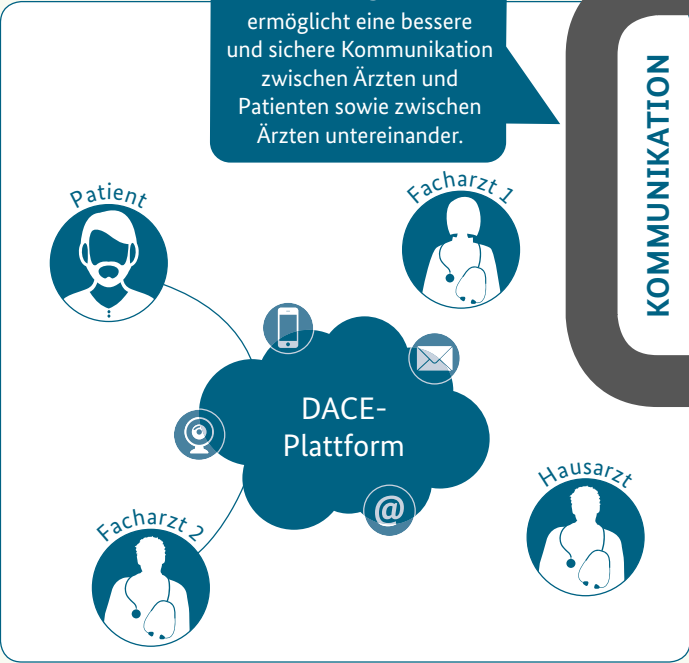 ermöglicht eine bessere
und sichere Kommunikation
zwischen Ärzten und
Patienten sowie zwischen
Ärzten untereinander.
KOMMUNIKATION
Patient
Facharzt 1
DACE-
Plattform
@
Hausarzt
Facharzt 2